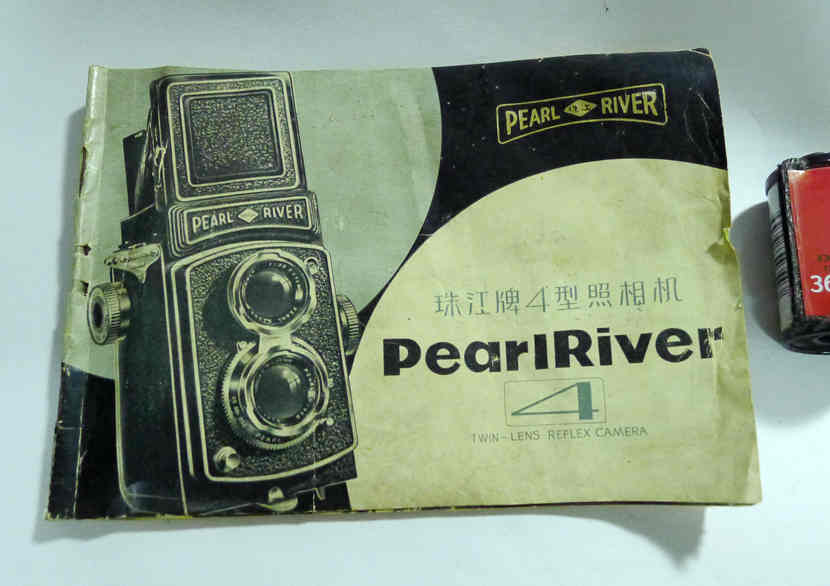 PEARL RIVER
PEARL RIVER
珠江牌4型照相机
PearlRiver
4
TWIN-LENS REFLEX CAMERA
PEARL
36